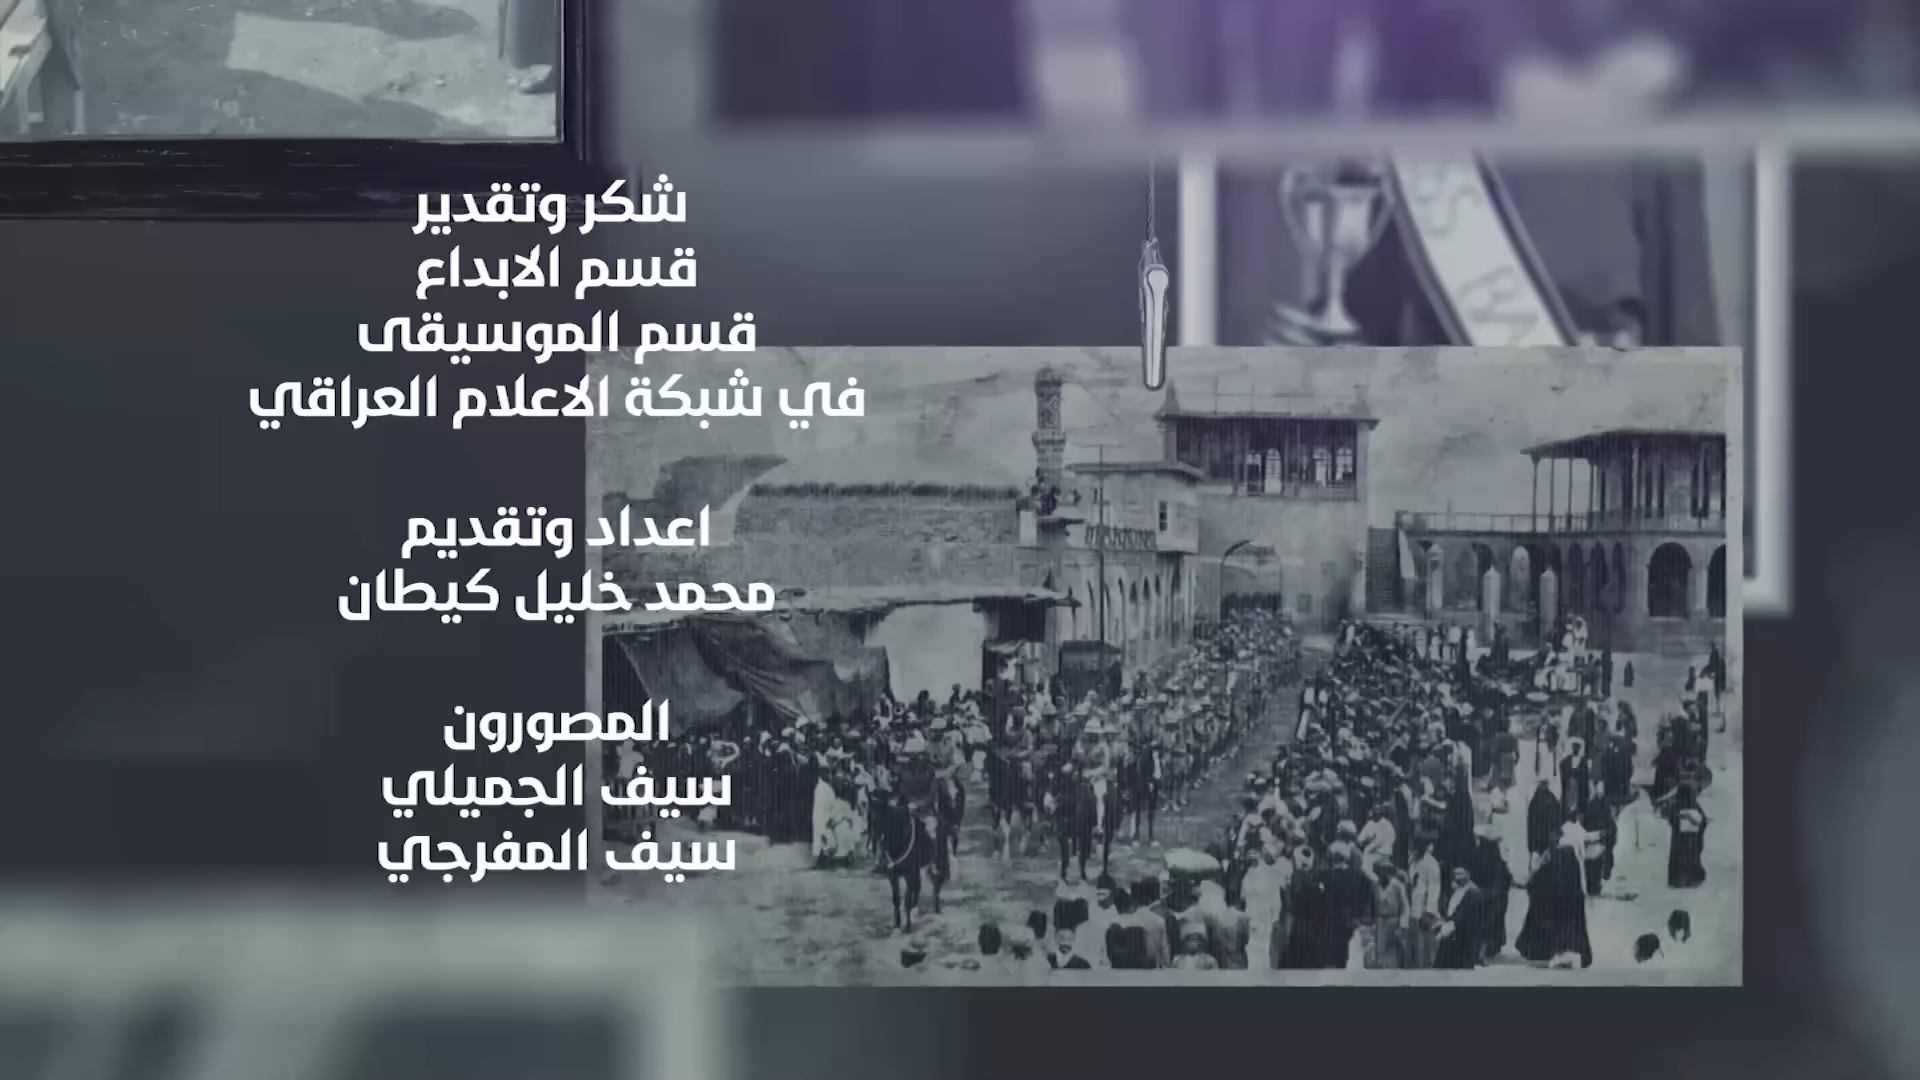 شكر وتقدير
قسم الابداع
قسم الموسيقى
في شبكة الاعلام العراقي
اعداد وتقديم
محمد خليل كيطان
المصورون
سيف الجميلي
سيف المفرجي